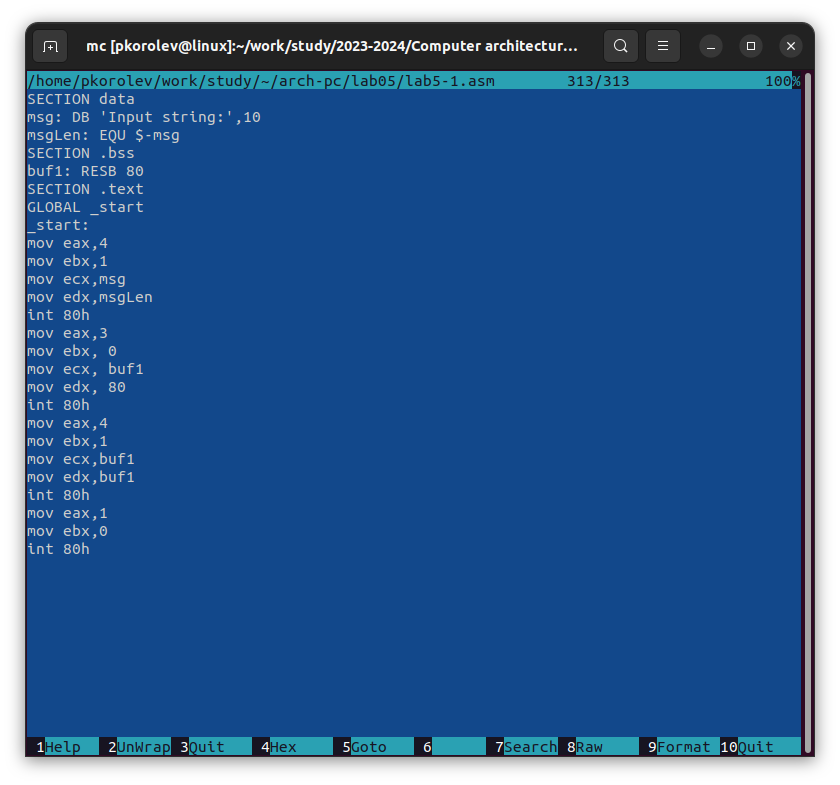 mc [pkorolev@linux]:~/work/study/2023-2024/Computer architectur...
/home/pkorolev/work/study/~/arch-pc/lab05/lab5-1.asm 313/313 100%
SECTION data
msg: DB 'Input string:',10
msgLen: EQU $-msg
SECTION .bss
buf1: RESB 80
SECTION .text
GLOBAL _start
_start:
mov eax,4
mov ebx,1
mov ecx,msg
mov edx,msgLen
int 80h
mov eax,3
mov ebx, 0
mov ecx, buf1
mov edx, 80
int 80h
mov eax,4
mov ebx,1
mov ecx,buf1
mov edx,buf1
int 80h
mov eax,1
mov ebx,0
int 80h
1Help 2UnWrap 3Quit 4Hex 5Goto 6 7Search 8Raw 9Format 10Quit